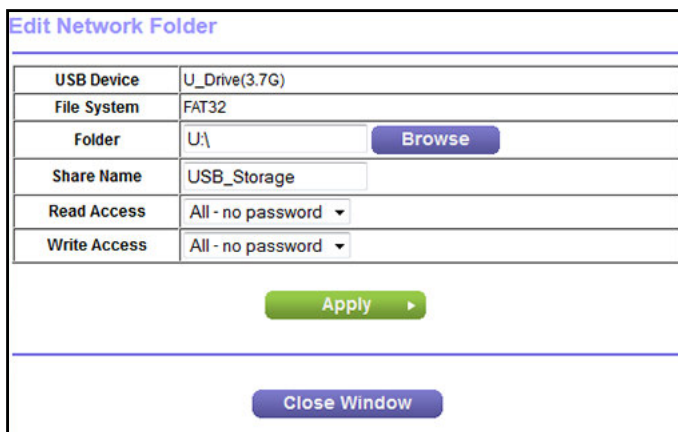 Edit Network Folder
USB Device U_Drive(3.7G)
File System FAT32
Folder U:\ Browse
Share Name USB_Storage
Read Access All - no password
Write Access All - no password
Apply
Close Window